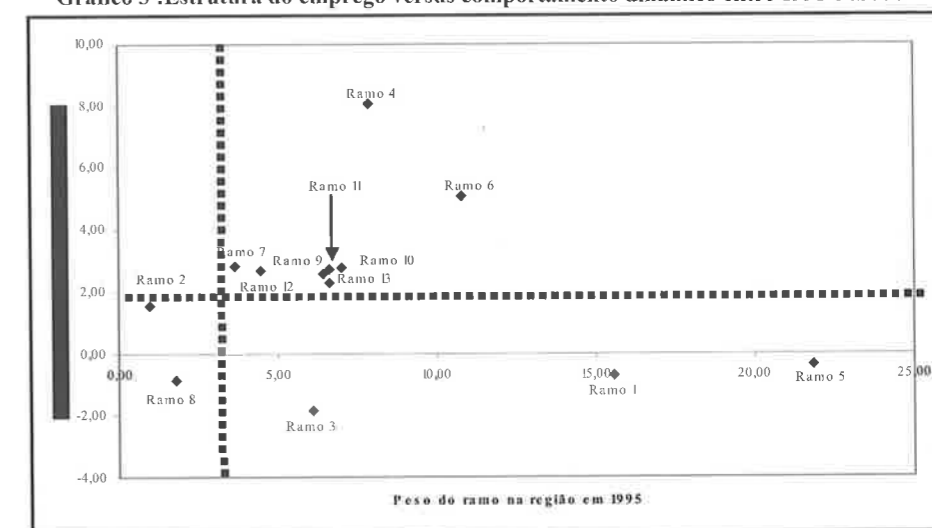 10,00
8,00
Ramo 4
6,00
Ramo 11
Ramo 6
4,00
Ramo 7
Ramo 9
Ramo 10
Ramo 2
Ramo 12
Ramo 13
2,00
0,00
0,00
5,00
10,00
15,00
20,00
25,00
Ramo 8
Ramo 1
Ramo 5
-2,00
Ramo 3
-4,00
Peso do ramo na região em 1995